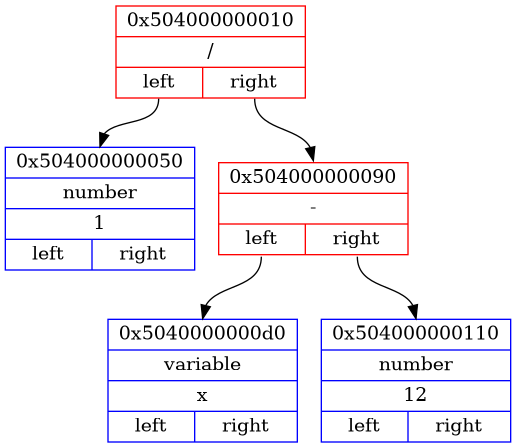 0x504000000010
/
left right
0x504000000050
number
1
left right
0x504000000090
-
left right
0x5040000000d0
variable
x
left right
0x504000000110
number
12
left right